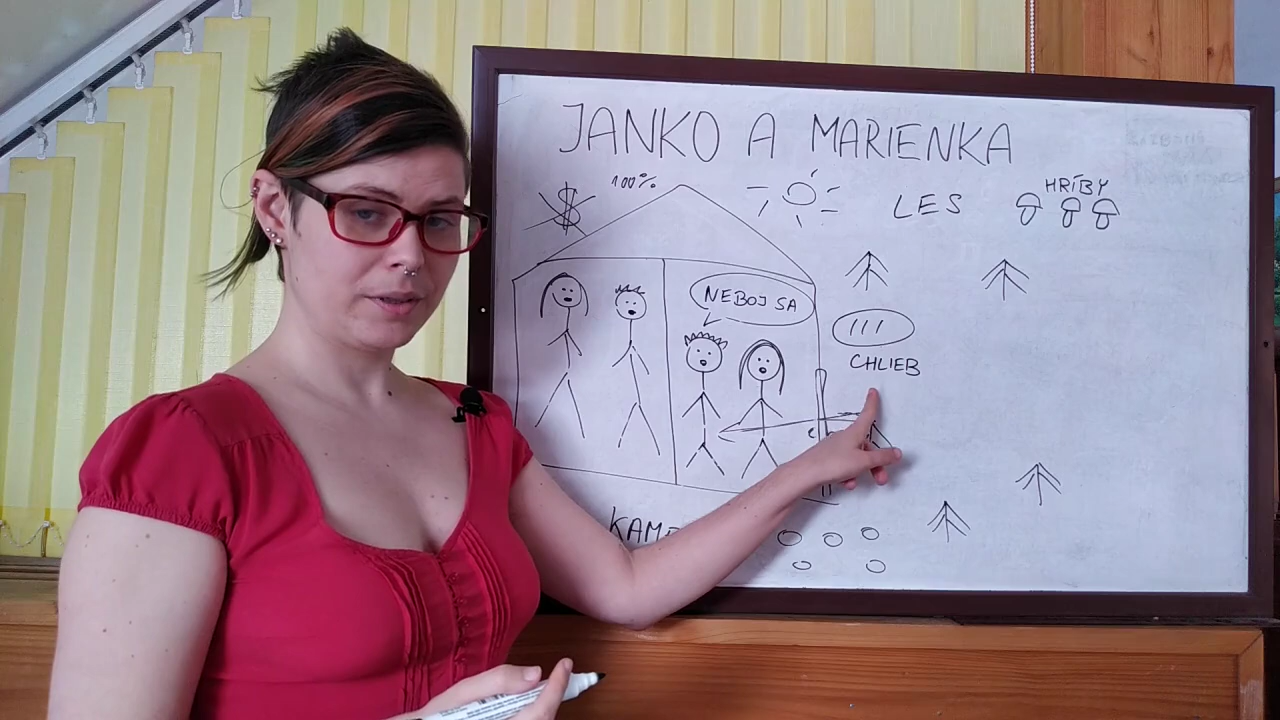 JANKO A MARIENKA
100%
LES
HRÍBY
NEBOJ SA
CHLIEB